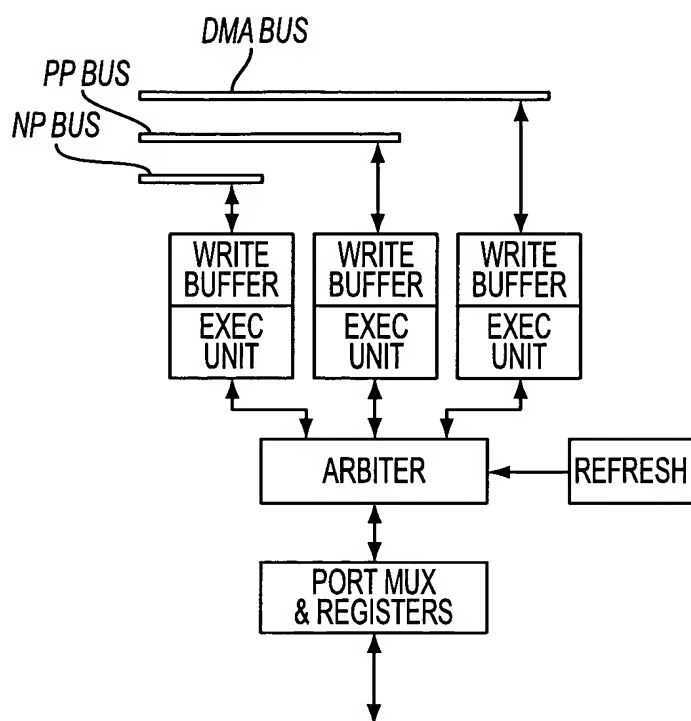 DMA BUS
PP BUS
NP BUS
WRITE
BUFFER
EXEC
UNIT
WRITE
BUFFER
EXEC
UNIT
WRITE
BUFFER
EXEC
UNIT
ARBITER
REFRESH
PORT MUX
& REGISTERS